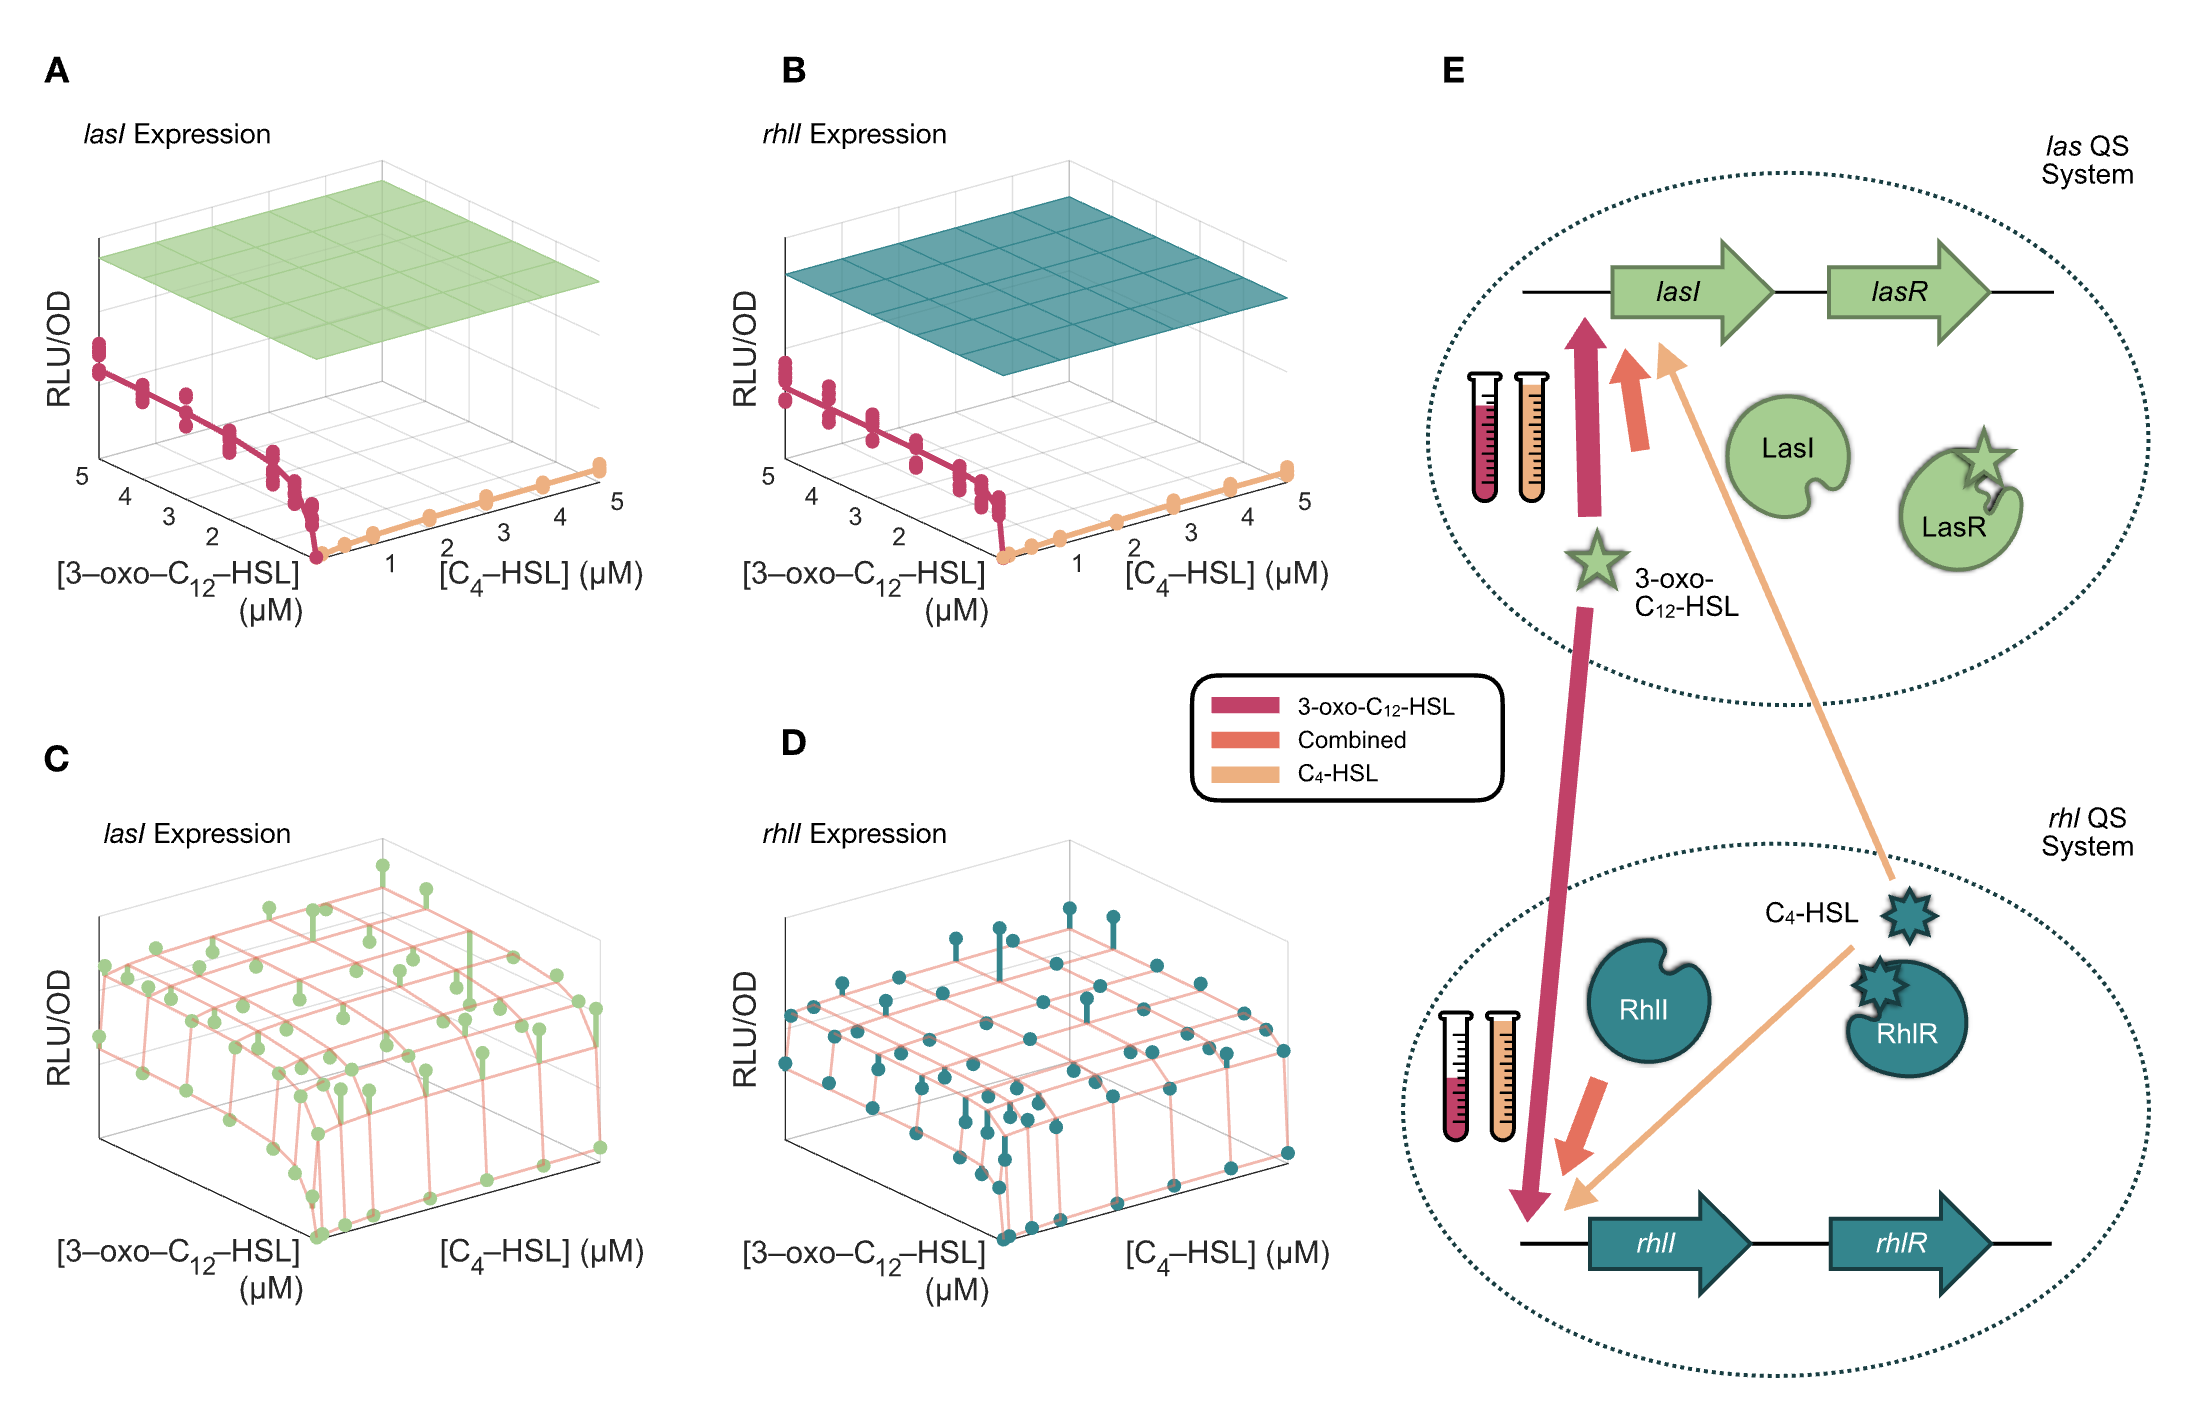 A
B
E
lasI Expression
rhlI Expression
las QS
System
RLU/OD
5
4
3
2
1
2
3
4
5
[3–oxo–C12–HSL]
(μM)
[C4–HSL] (μM)
RLU/OD
5
4
3
2
1
2
3
4
5
[3–oxo–C12–HSL]
(μM)
[C4–HSL] (μM)
lasI
lasR
LasI
LasR
3-oxo-
C12-HSL
3-oxo-C12-HSL
Combined
C4-HSL
C
D
lasI Expression
rhlI Expression
RLU/OD
[3–oxo–C12–HSL]
(μM)
[C4–HSL] (μM)
RLU/OD
[3–oxo–C12–HSL]
(μM)
[C4–HSL] (μM)
rhl QS
System
C4-HSL
RhlI
RhlR
rhlI
rhlR